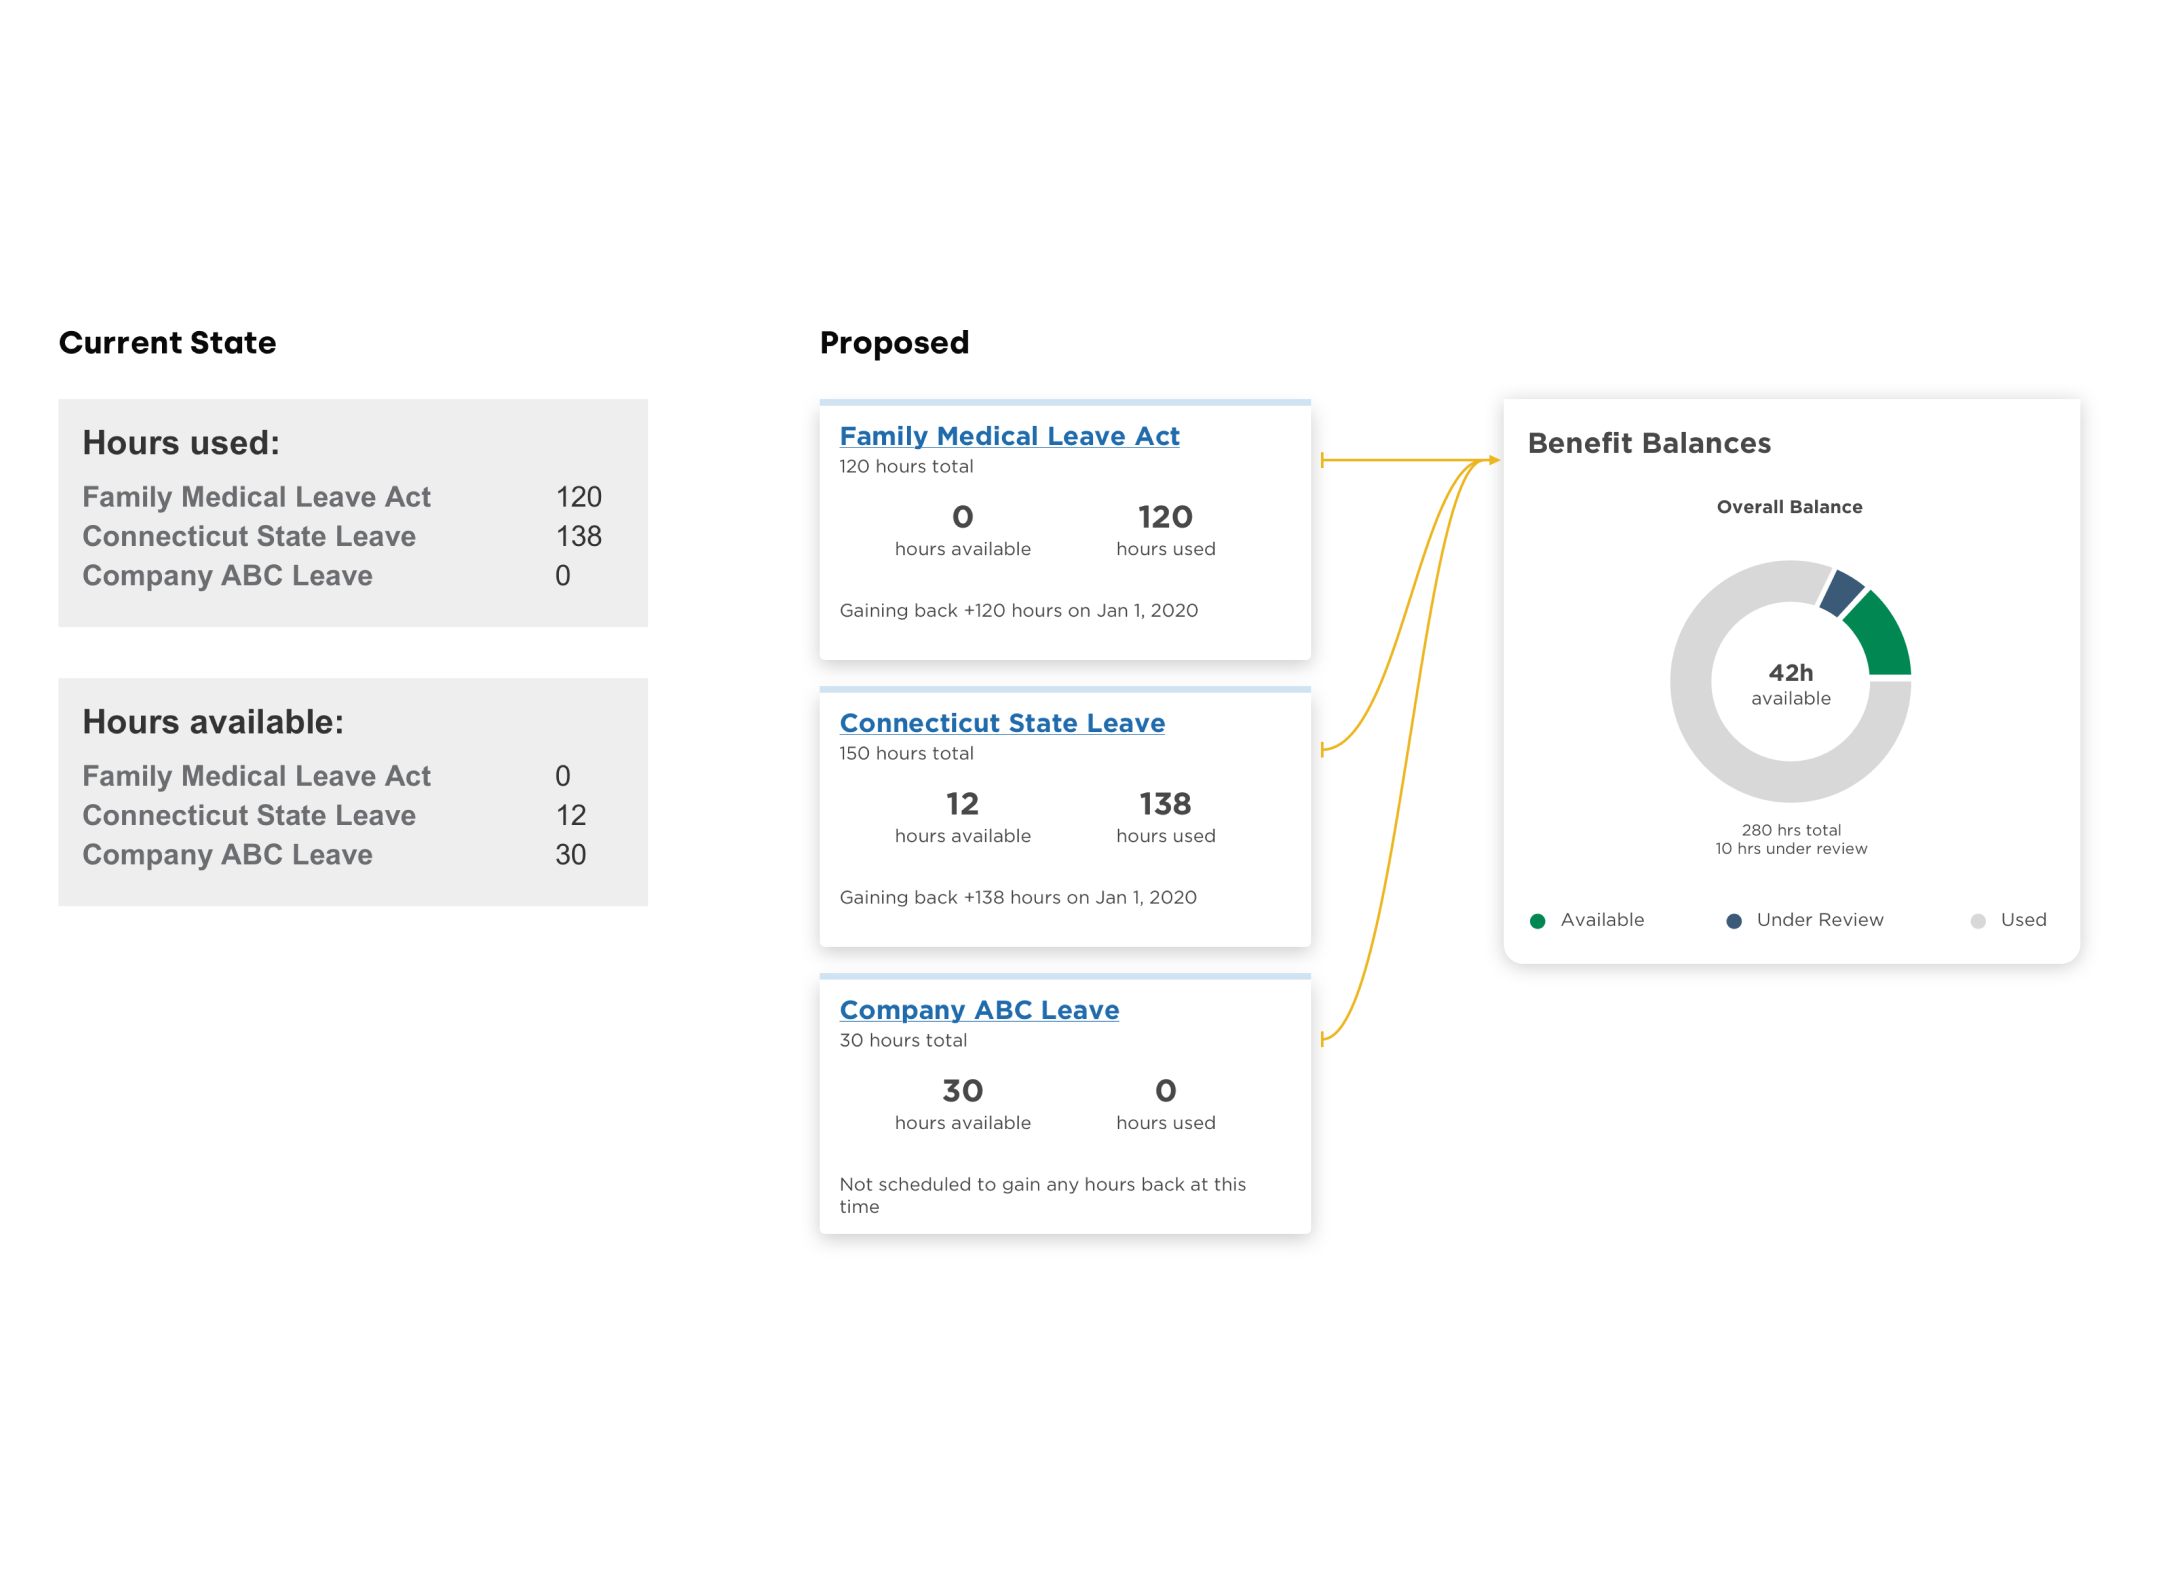 Current State
Hours used:
Family Medical Leave Act 120
Connecticut State Leave 138
Company ABC Leave 0
Hours available:
Family Medical Leave Act 0
Connecticut State Leave 12
Company ABC Leave 30
Proposed
Family Medical Leave Act
120 hours total
0 120
hours available hours used
Gaining back +120 hours on Jan 1, 2020
Connecticut State Leave
150 hours total
12 138
hours available hours used
Gaining back +138 hours on Jan 1, 2020
Company ABC Leave
30 hours total
30 0
hours available hours used
Not scheduled to gain any hours back at this
time
Benefit Balances
Overall Balance
42h
available
280 hrs total
10 hrs under review
Available Under Review Used